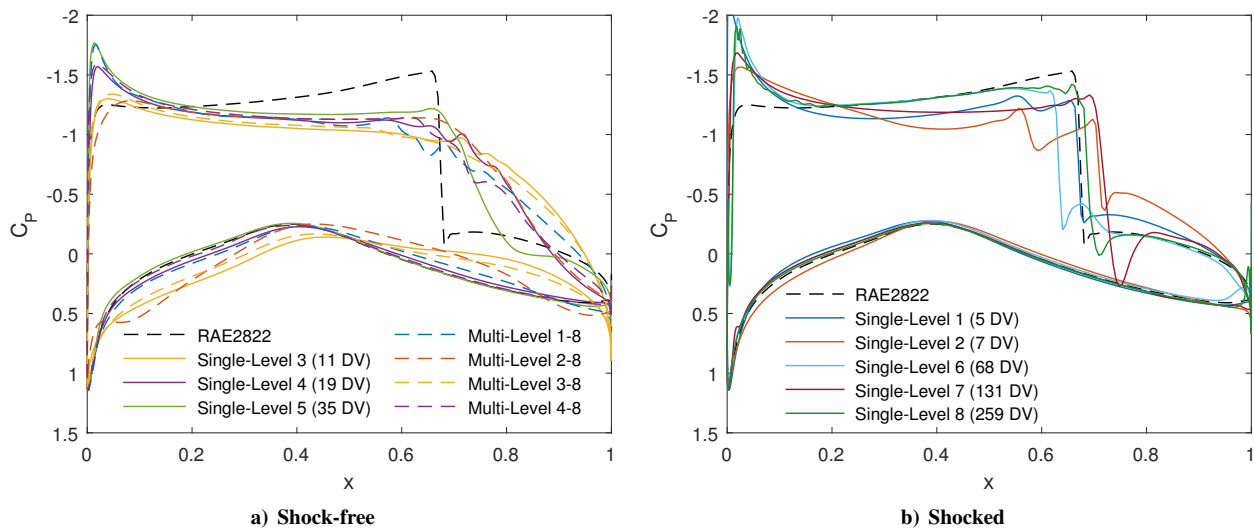 -2
-1.5
-1
-0.5
0
0.5
1
1.5
C_P
0 0.2 0.4 0.6 0.8 1
x
RAE2822
Single-Level 3 (11 DV)
Single-Level 4 (19 DV)
Single-Level 5 (35 DV)
Multi-Level 1-8
Multi-Level 2-8
Multi-Level 3-8
Multi-Level 4-8
a) Shock-free
-2
-1.5
-1
-0.5
0
0.5
1
1.5
C_P
0 0.2 0.4 0.6 0.8 1
x
RAE2822
Single-Level 1 (5 DV)
Single-Level 2 (7 DV)
Single-Level 6 (68 DV)
Single-Level 7 (131 DV)
Single-Level 8 (259 DV)
b) Shocked